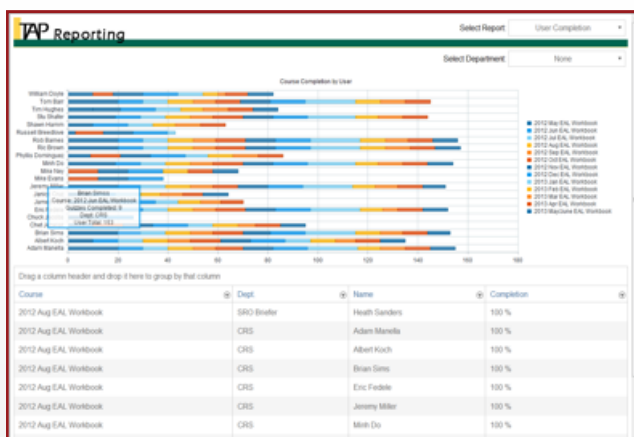 TAP Reporting
Select Report: User Completion
Select Department: None
Course Completion by User
William Coyle
Tom Barr
Tim Hughes
Stu Shafer
Shawn Hamm
Russell Breedlove
Rick Barnes
Ric Brown
Phyllis Dominguez
Minh Do
Mike Ney
Mike Evans
Jeremy Miller
Brian Sims
Albert Koch
Adam Manella
Brian Sims
Course: 2012 Jun EAL Workbook
Dept: CRS
User Total: 153
2012 May EAL Workbook
2012 Jun EAL Workbook
2012 Jul EAL Workbook
2012 Aug EAL Workbook
2012 Sep EAL Workbook
2012 Oct EAL Workbook
2012 Nov EAL Workbook
2012 Dec EAL Workbook
2013 Jan EAL Workbook
2013 Feb EAL Workbook
2013 Mar EAL Workbook
2013 Apr EAL Workbook
2013 May/June EAL Workbook
0 20 40 60 80 100 120 140 160 180
Drag a column header and drop it here to group by that column
Course Dept. Name Completion
2012 Aug EAL Workbook SRO Briefer Heath Sanders 100 %
2012 Aug EAL Workbook CRS Adam Manella 100 %
2012 Aug EAL Workbook CRS Albert Koch 100 %
2012 Aug EAL Workbook CRS Brian Sims 100 %
2012 Aug EAL Workbook CRS Eric Fedele 100 %
2012 Aug EAL Workbook CRS Jeremy Miller 100 %
2012 Aug EAL Workbook CRS Minh Do 100 %